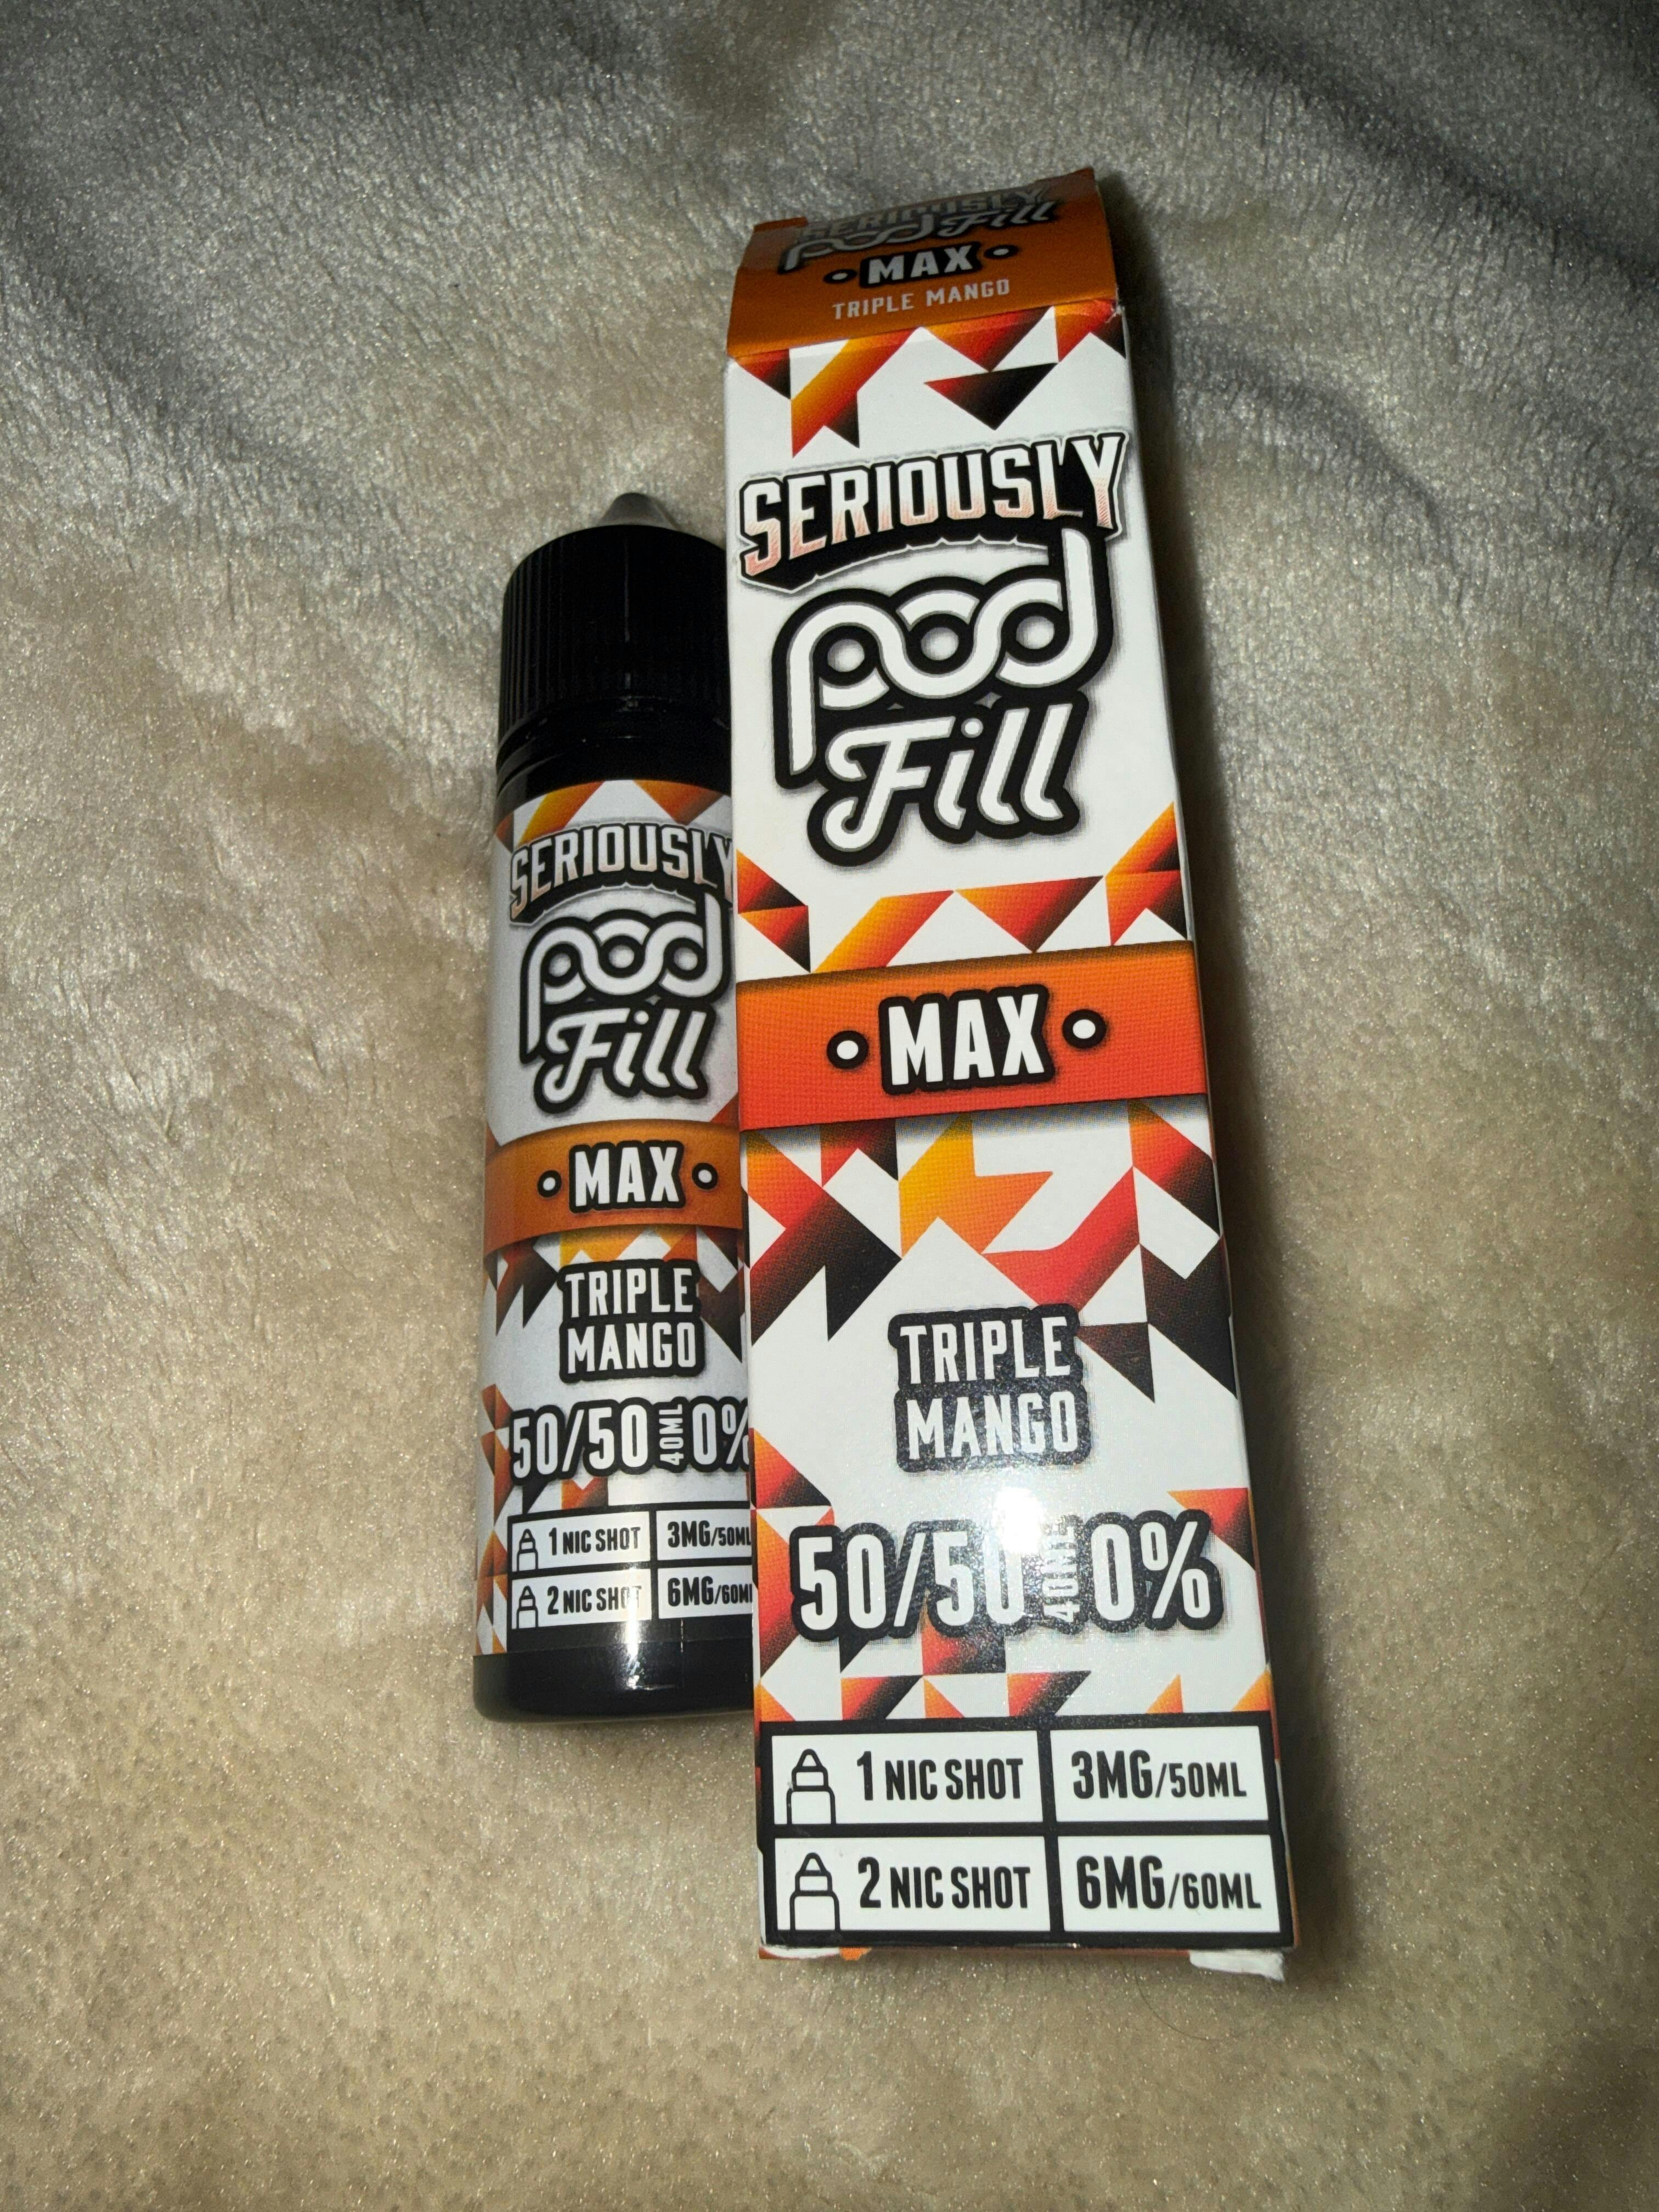 SERIOUSLY
pod Fill
• MAX •
TRIPLE MANGO
SERIOUSLY
pod
Fill
• MAX •
TRIPLE
MANGO
50/50 40ML 0%
1 NIC SHOT 3MG/50ML
2 NIC SHOT 6MG/60ML
SERIOUSLY
pod
Fill
• MAX •
TRIPLE
MANGO
50/50 40ML 0%
1 NIC SHOT 3MG/50ML
2 NIC SHOT 6MG/60M